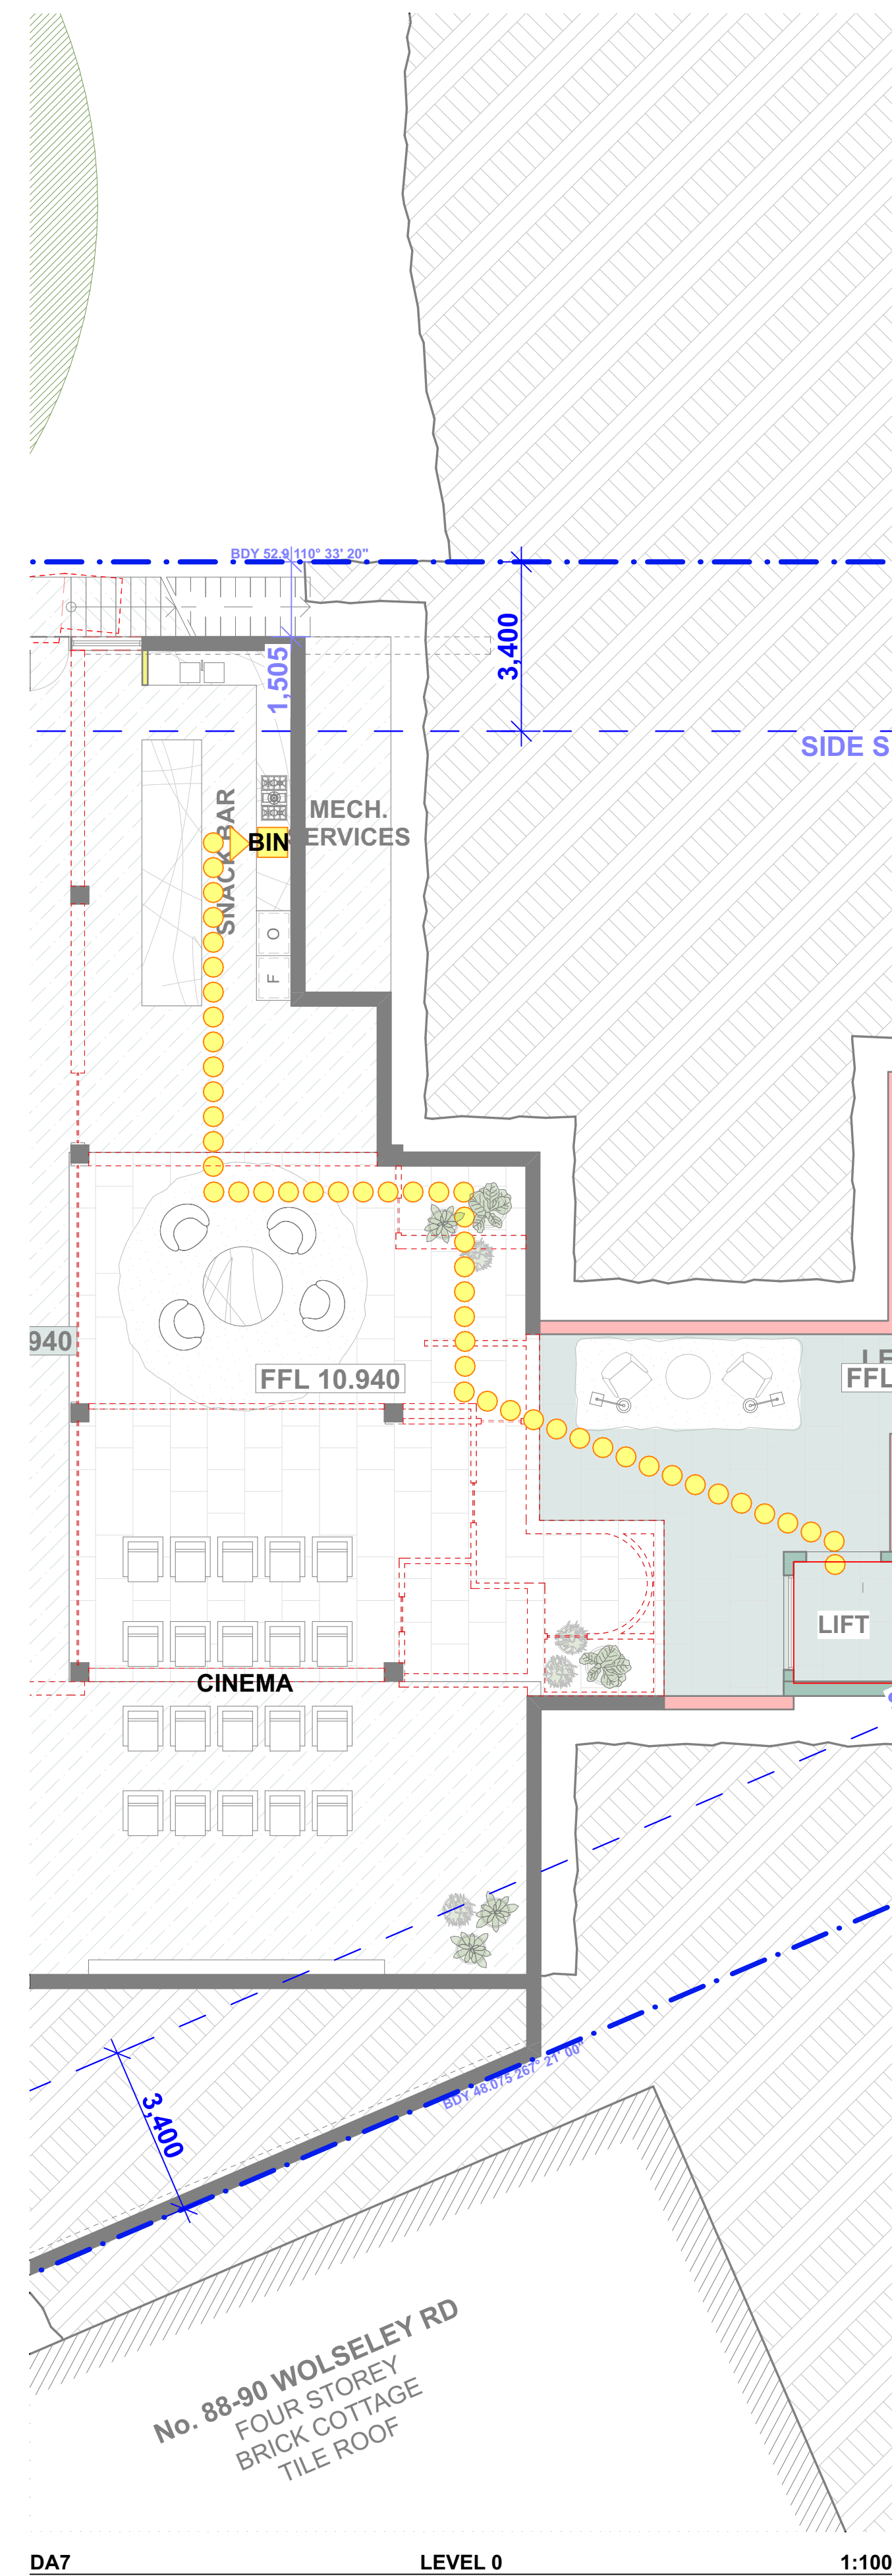 BDY 52.9 110° 33' 20"
3,400
1,505
SIDE S
MECH.
SERVICES
SNACK BAR
BIN
O
F
940
FFL 10.940
LE
FFL
LIFT
CINEMA
BDY 48.075 267° 21' 00"
3,400
No. 88-90 WOLSELEY RD
FOUR STOREY
BRICK COTTAGE
TILE ROOF
DA7
LEVEL 0
1:100